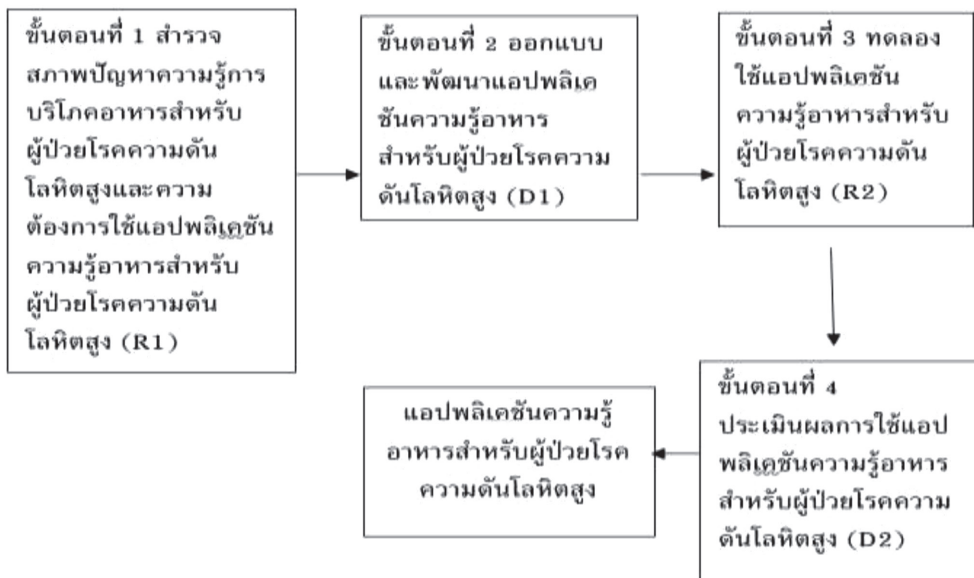 ขั้นตอนที่ 1 สำรวจ
สภาพปัญหาความรู้การ
บริโภคอาหารสำหรับ
ผู้ป่วยโรคความดัน
โลหิตสูงและความ
ต้องการใช้แอปพลิเคชัน
ความรู้อาหารสำหรับ
ผู้ป่วยโรคความดัน
โลหิตสูง (R1)
ขั้นตอนที่ 2 ออกแบบ
และพัฒนาแอปพลิเค
ชันความรู้อาหาร
สำหรับผู้ป่วยโรคความ
ดันโลหิตสูง (D1)
ขั้นตอนที่ 3 ทดลอง
ใช้แอปพลิเคชัน
ความรู้อาหารสำหรับ
ผู้ป่วยโรคความดัน
โลหิตสูง (R2)
ขั้นตอนที่ 4
ประเมินผลการใช้แอป
พลิเคชันความรู้อาหาร
สำหรับผู้ป่วยโรคความ
ดันโลหิตสูง (D2)
แอปพลิเคชันความรู้
อาหารสำหรับผู้ป่วยโรค
ความดันโลหิตสูง